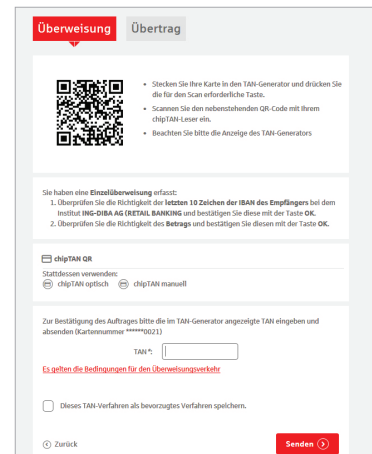 Überweisung Übertrag
• Stecken Sie Ihre Karte in den TAN-Generator und drücken Sie
die für den Scan erforderliche Taste.
• Scannen Sie den nebenstehenden QR-Code mit Ihrem
chipTAN-Leser ein.
• Beachten Sie bitte die Anzeige des TAN-Generators
Sie haben eine Einzelüberweisung erfasst:
1. Überprüfen Sie die Richtigkeit der letzten 10 Zeichen der IBAN des Empfängers bei dem
Institut ING-DIBA AG (RETAIL BANKING und bestätigen Sie diese mit der Taste OK.
2. Überprüfen Sie die Richtigkeit des Betrags und bestätigen Sie diesen mit der Taste OK.
chipTAN QR
Stattdessen verwenden:
chipTAN optisch chipTAN manuell
Zur Bestätigung des Auftrages bitte die im TAN-Generator angezeigte TAN eingeben und
absenden (Kartennummer ******0021)
TAN*:
Es gelten die Bedingungen für den Überweisungsverkehr
Dieses TAN-Verfahren als bevorzugtes Verfahren speichern.
Zurück Senden